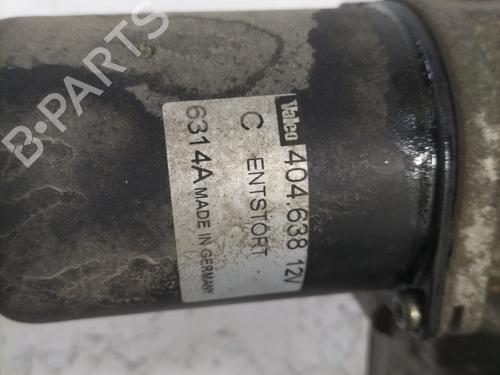 Valeo 404.638 12V
C ENTSTÖRT
6314A MADE IN GERMANY
B-PARTS